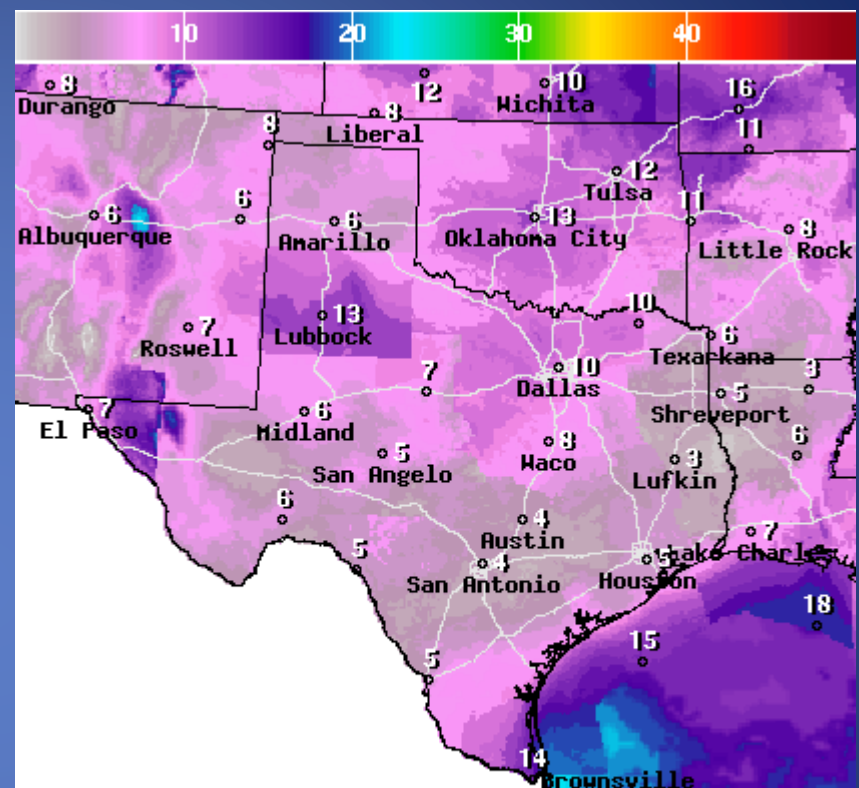 10 20 30 40
8 Durango
12
10 Wichita
16
8 Liberal
11
8
12 Tulsa
6 Albuquerque
6
6 Amarillo
13 Oklahoma City
11
8 Little Rock
7 Roswell
13 Lubbock
10
6 Texarkana
10 Dallas
7
5 Shreveport
3
7 El Paso
6 Midland
5 San Angelo
8 Waco
3 Lufkin
6
6
4 Austin
7 Lake Charles
5
4 San Antonio
Houston
5
15
18
14 Brownsville